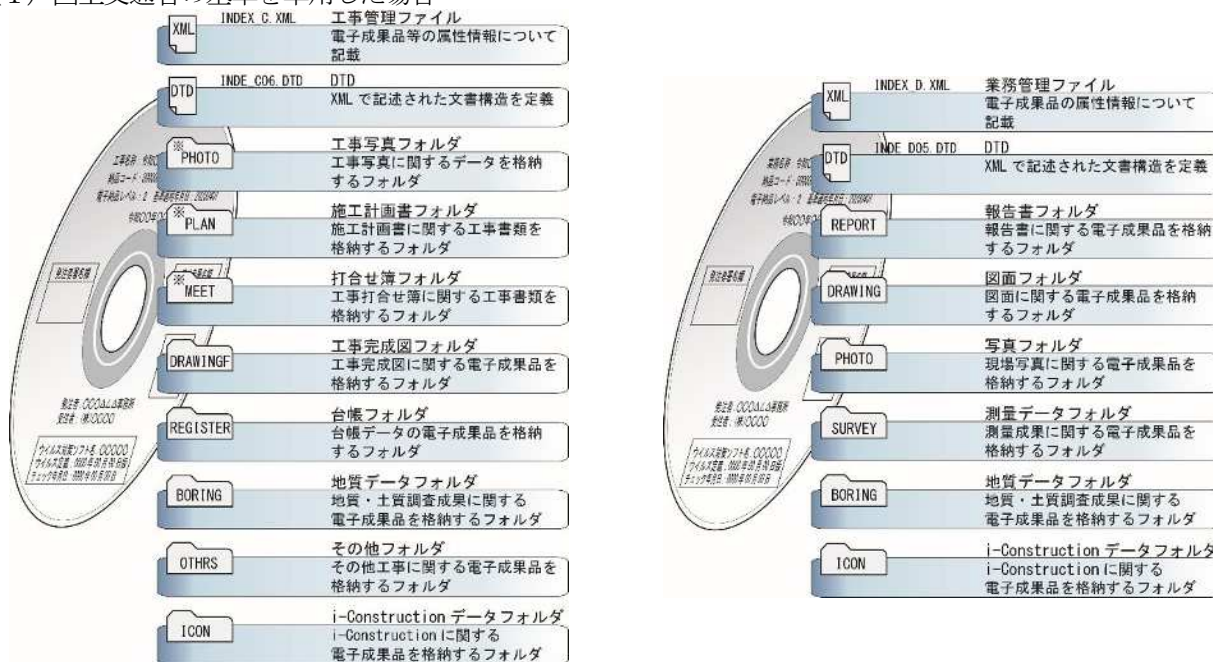 国土交通省の基準を準用した場合
XML
INDEX_C.XML
工事管理ファイル
電子成果品等の属性情報について
記載
DTD
INDE_C06.DTD
DTD
XML で記述された文書構造を定義
※
PHOTO
工事写真フォルダ
工事写真に関するデータを格納
するフォルダ
※
PLAN
施工計画書フォルダ
施工計画書に関する工事書類を
格納するフォルダ
※
MEET
打合せ簿フォルダ
工事打合せ簿に関する工事書類を
格納するフォルダ
DRAWINGF
工事完成図フォルダ
工事完成図に関する電子成果品を
格納するフォルダ
REGISTER
台帳フォルダ
台帳データの電子成果品を格納
するフォルダ
BORING
地質データフォルダ
地質・土質調査成果に関する
電子成果品を格納するフォルダ
OTHRS
その他フォルダ
その他工事に関する電子成果品を
格納するフォルダ
ICON
i-Construction データフォルダ
i-Construction に関する
電子成果品を格納するフォルダ
XML
INDEX_D.XML
業務管理ファイル
電子成果品の属性情報について
記載
DTD
INDE_D05.DTD
DTD
XML で記述された文書構造を定義
REPORT
報告書フォルダ
報告書に関する電子成果品を格納
するフォルダ
DRAWING
図面フォルダ
図面に関する電子成果品を格納
するフォルダ
PHOTO
写真フォルダ
現場写真に関する電子成果品を
格納するフォルダ
SURVEY
測量データフォルダ
測量成果に関する電子成果品を
格納するフォルダ
BORING
地質データフォルダ
地質・土質調査成果に関する
電子成果品を格納するフォルダ
ICON
i-Construction データフォルダ
i-Construction に関する
電子成果品を格納するフォルダ